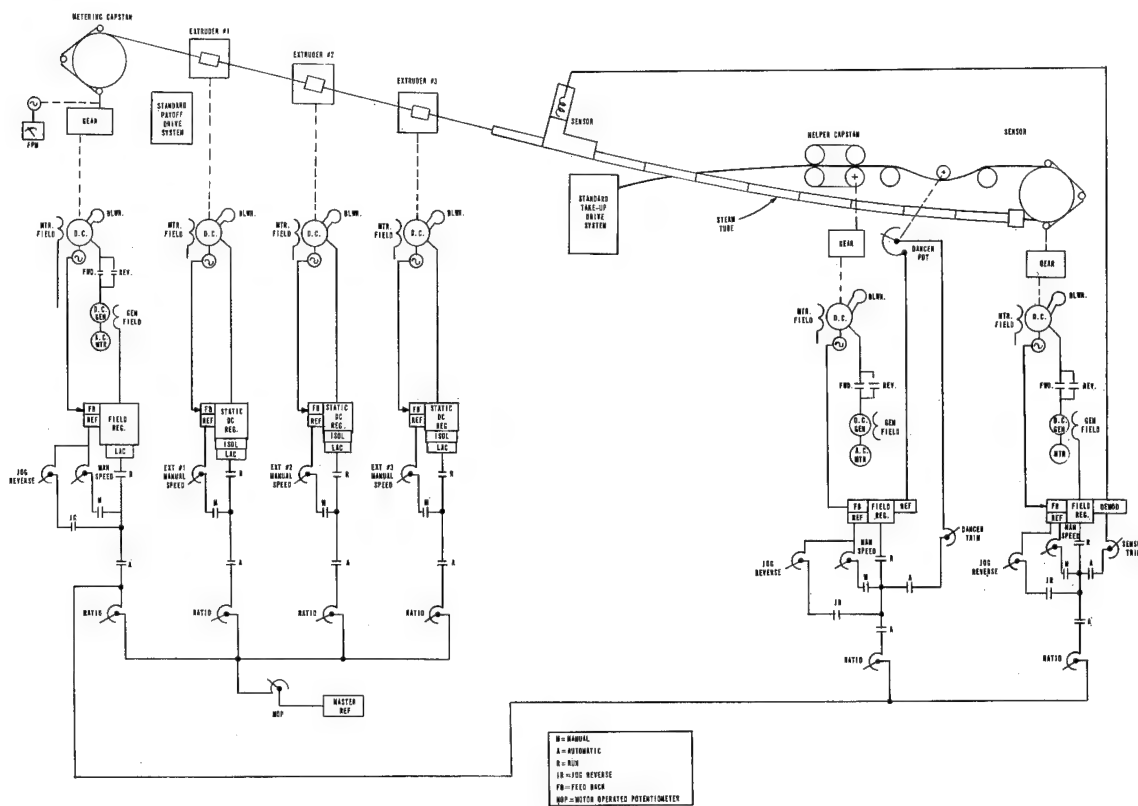 METERING CAPSTAN
EXTRUDER #1
EXTRUDER #2
EXTRUDER #3
SENSOR
HELPER CAPSTAN
SENSOR
FPM
GEAR
STANDARD
PAYOFF
DRIVE
SYSTEM
STANDARD
TAKE-UP
DRIVE
SYSTEM
STEAM
TUBE
GEAR
DANCER
POT
GEAR
MTR.
FIELD
D.C.
BLWR.
MTR.
FIELD
D.C.
BLWR.
MTR.
FIELD
D.C.
BLWR.
MTR.
FIELD
D.C.
BLWR.
MTR.
FIELD
D.C.
BLWR.
MTR.
FIELD
D.C.
BLWR.
FWD.
REV.
D.C.
GEN
GEN
FIELD
A.C.
MTR
FWD.
REV.
D.C.
GEN
GEN
FIELD
A.C.
MTR
FWD.
REV.
D.C.
GEN
GEN
FIELD
MTR
FB
REF
FIELD
REG.
LAC
FB
REF
STATIC
DC
REG.
ISOL
LAC
FB
REF
STATIC
DC
REG.
ISOL
LAC
FB
REF
STATIC
DC
REG.
ISOL
LAC
JOG
REVERSE
MAN
SPEED
R
M
JG
A
RATIO
EXT #1
MANUAL
SPEED
R
M
A
RATIO
EXT #2
MANUAL
SPEED
R
M
A
RATIO
EXT #3
MANUAL
SPEED
R
M
A
RATIO
FB
REF
FIELD
REG.
REF
MAN
SPEED
R
JOG
REVERSE
M
A
JR
A
DANCER
TRIM
RATIO
FB
REF
FIELD
REG.
DEMOD
MAN
SPEED
R
JOG
REVERSE
M
A
JR
A
TRIM
RATIO
MOP
MASTER
REF
M = MANUAL
A = AUTOMATIC
R = RUN
JR = JOG REVERSE
FB = FEED BACK
MOP = MOTOR OPERATED POTENTIOMETER